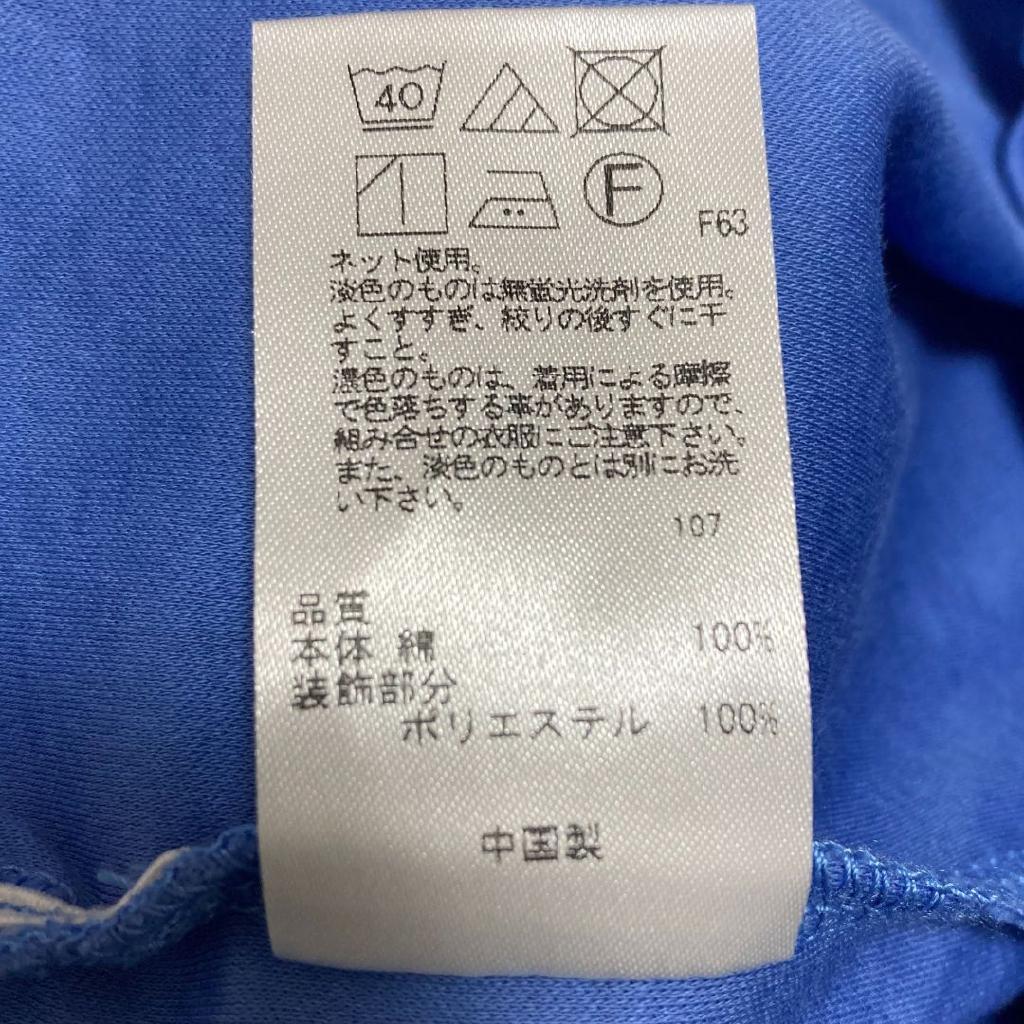 40
F
F63
ネット使用。
淡色のものは無蛍光洗剤を使用。
よくすすぎ、絞りの後すぐに干
すこと。
濃色のものは、着用による摩擦
で色落ちする事がありますので、
組み合せの衣服にご注意下さい。
また、淡色のものとは別にお洗
い下さい。
107
品質
本体 綿 100%
装飾部分
ポリエステル 100%
中国製